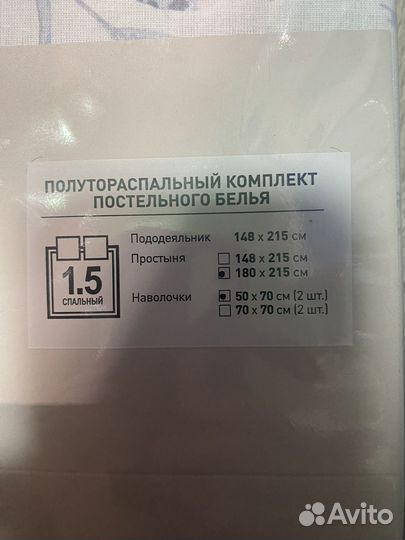 ПОЛУТОРАСПАЛЬНЫЙ КОМПЛЕКТ
ПОСТЕЛЬНОГО БЕЛЬЯ
1.5
СПАЛЬНЫЙ
Пододеяльник 148 x 215 см
Простыня 148 x 215 см
180 x 215 см
Наволочки 50 x 70 см (2 шт.)
70 x 70 см (2 шт.)
Avito